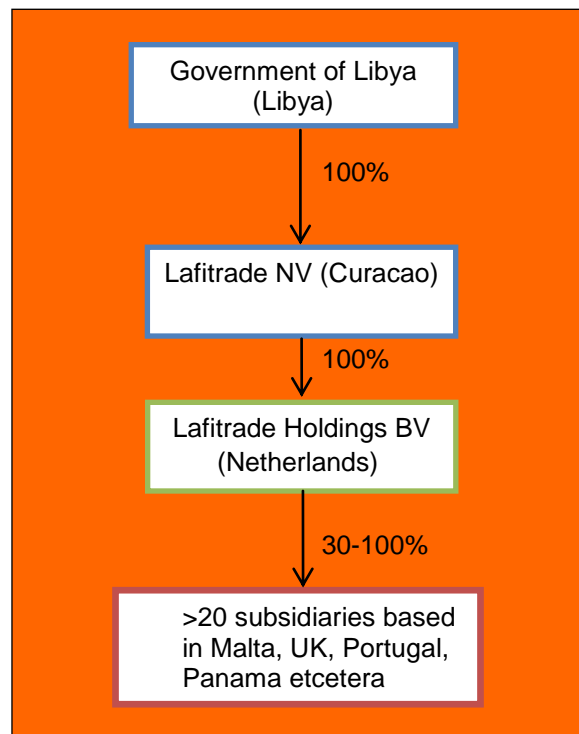 Government of Libya
(Libya)
100%
Lafitrade NV (Curacao)
100%
Lafitrade Holdings BV
(Netherlands)
30-100%
>20 subsidiaries based
in Malta, UK, Portugal,
Panama etcetera